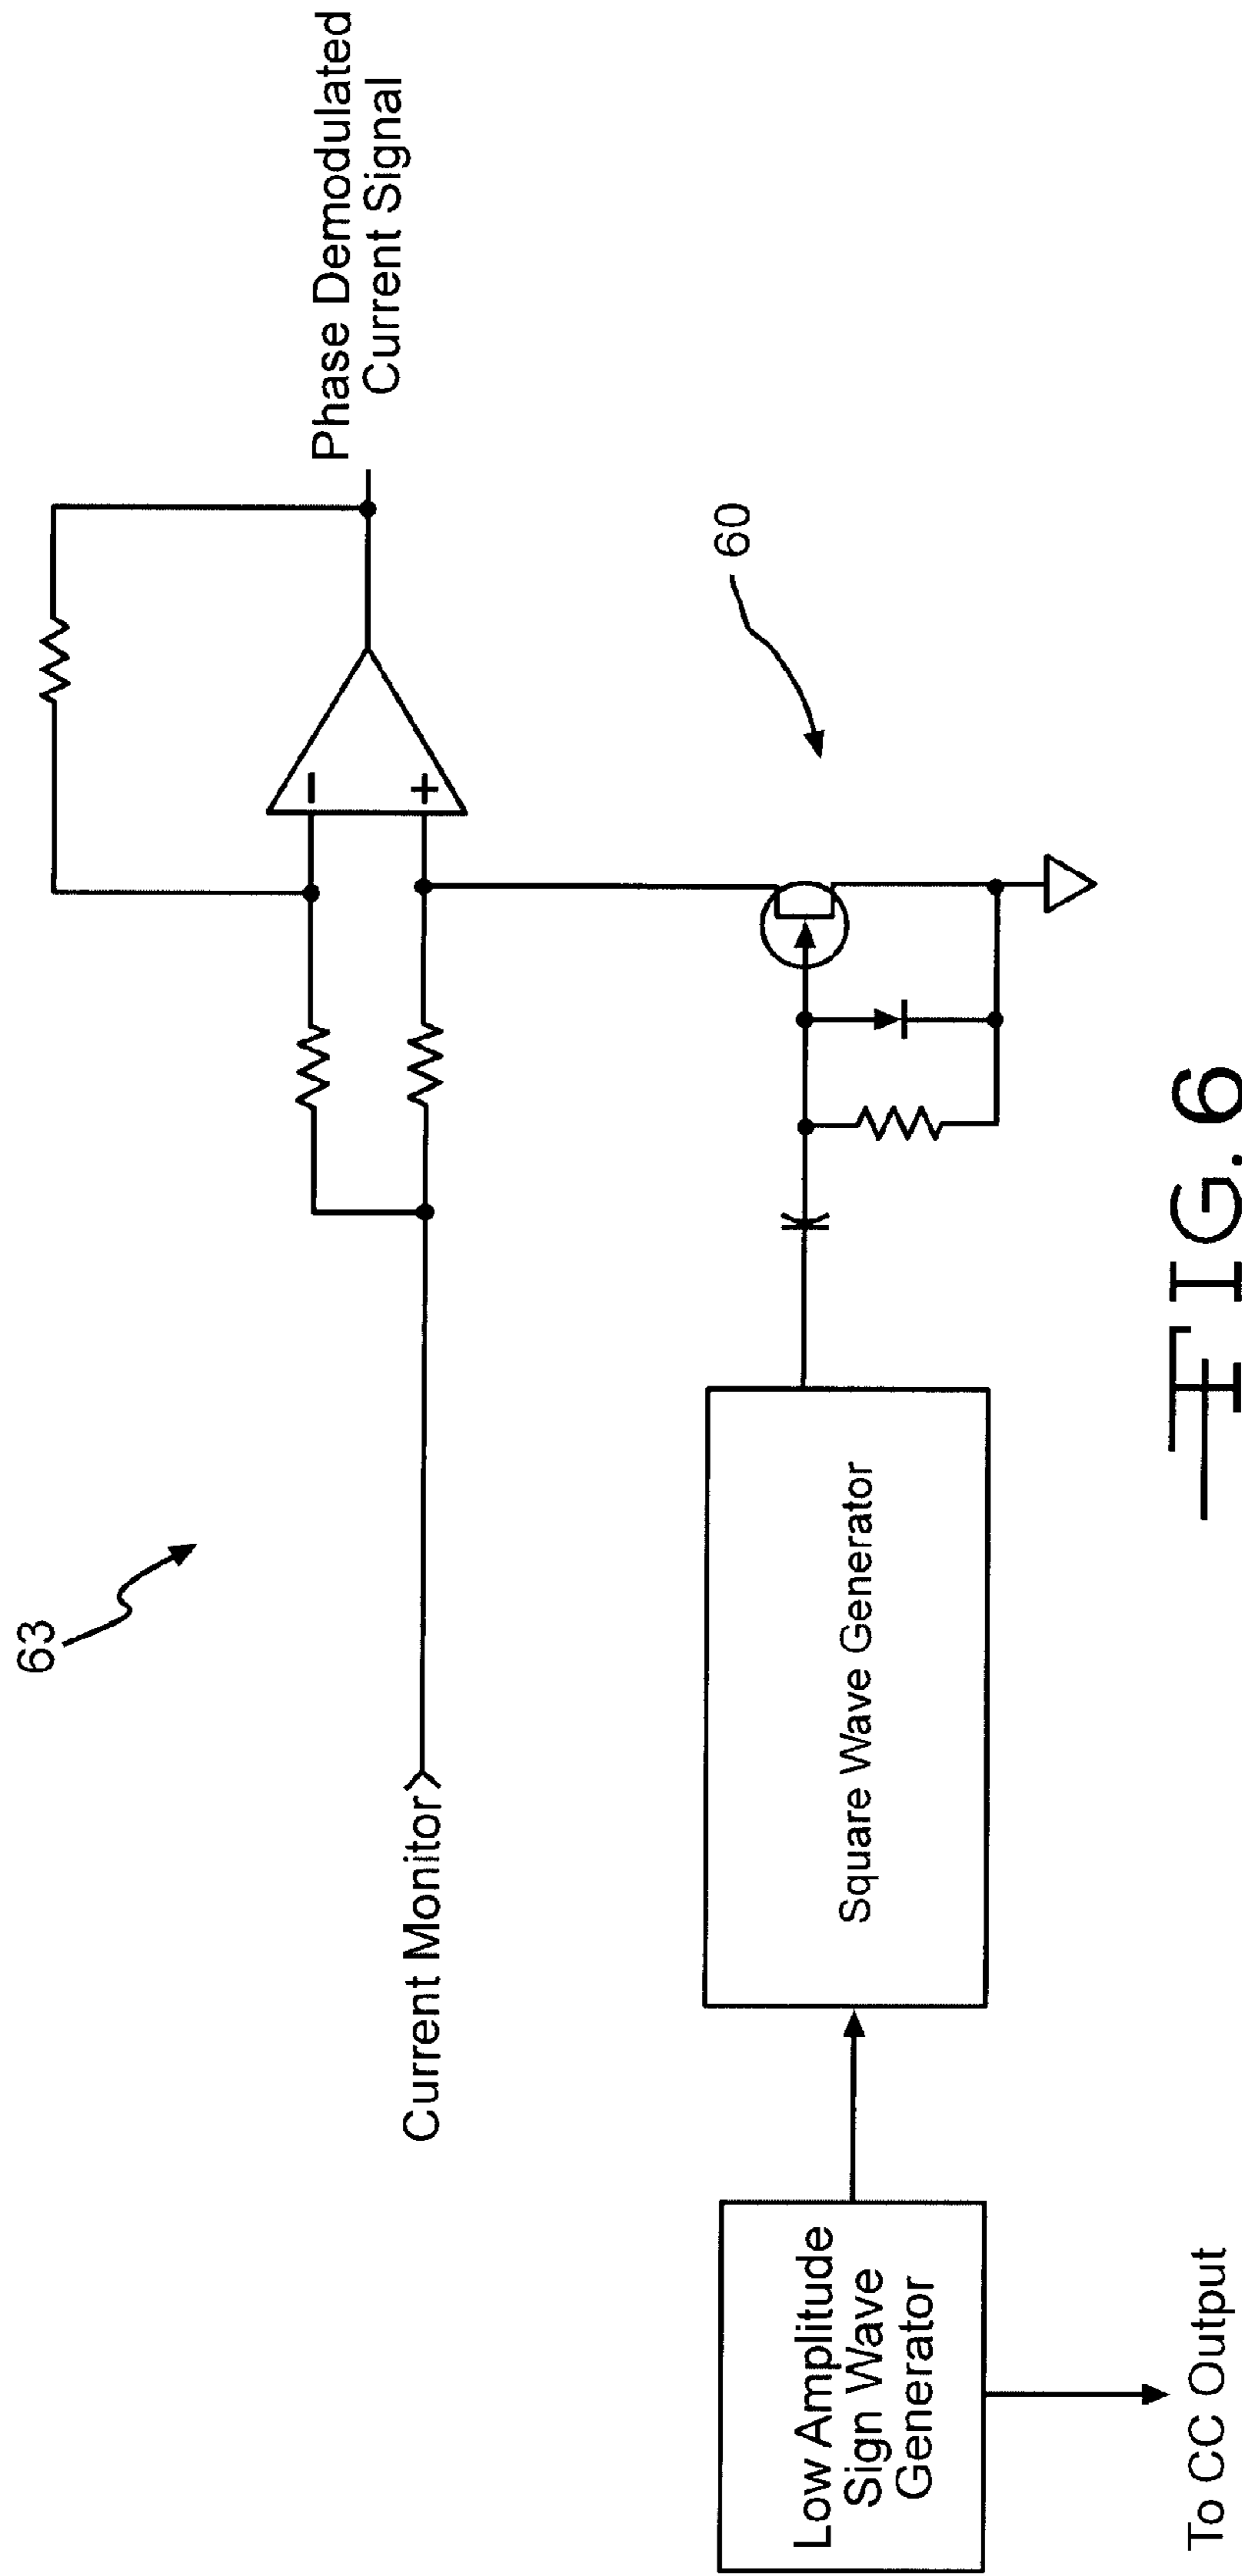 63
Phase Demodulated
Current Signal
−
+
Current Monitor
60
Low Amplitude
Sign Wave
Generator
Square Wave Generator
To CC Output
FIG. 6